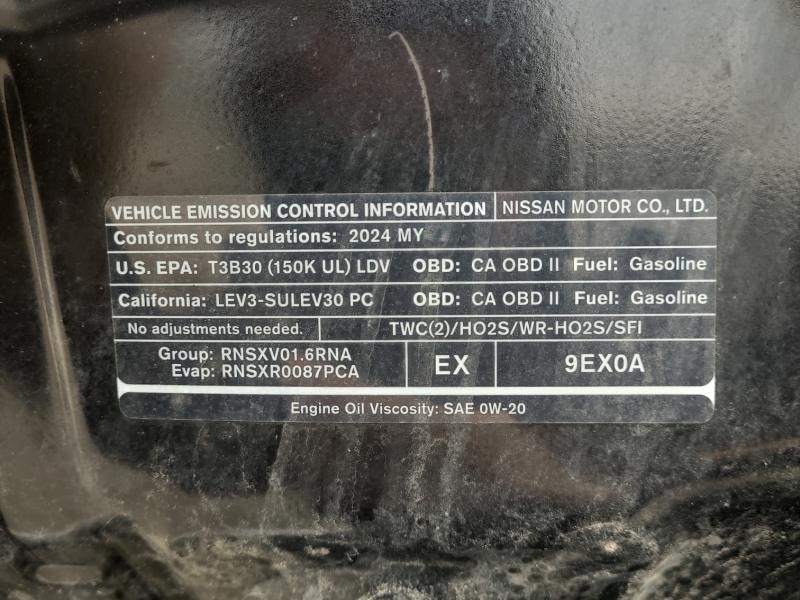 VEHICLE EMISSION CONTROL INFORMATION NISSAN MOTOR CO., LTD.
Conforms to regulations: 2024 MY
U.S. EPA: T3B30 (150K UL) LDV OBD: CA OBD II Fuel: Gasoline
California: LEV3-SULEV30 PC OBD: CA OBD II Fuel: Gasoline
No adjustments needed. TWC(2)/HO2S/WR-HO2S/SFI
Group: RNSXV01.6RNA
Evap: RNSXR0087PCA
EX
9EX0A
Engine Oil Viscosity: SAE 0W-20